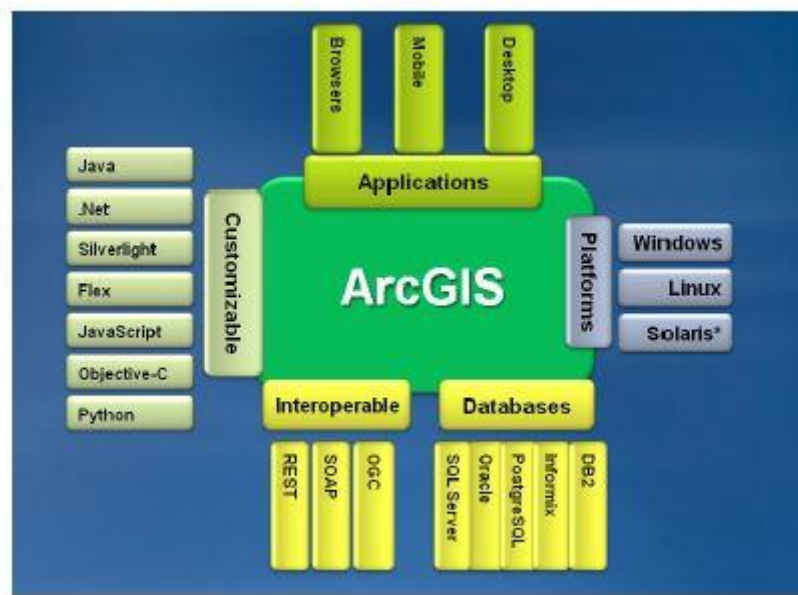 Browsers
Mobile
Desktop
Applications
Java
.Net
Silverlight
Flex
JavaScript
Objective-C
Python
Customizable
ArcGIS
Platforms
Windows
Linux
Solaris*
Interoperable
Databases
REST
SOAP
OGC
SQL Server
Oracle
PostgreSQL
Informix
DB2